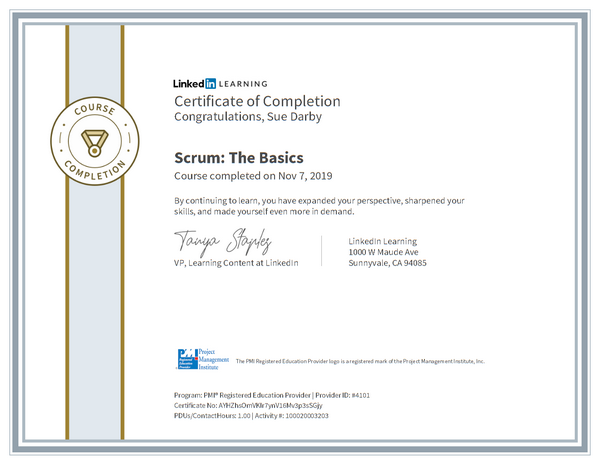 LinkedIn LEARNING
Certificate of Completion
Congratulations, Sue Darby
COURSE
COMPLETION
Scrum: The Basics
Course completed on Nov 7, 2019
By continuing to learn, you have expanded your perspective, sharpened your
skills, and made yourself even more in demand.
Tanya Staples
VP, Learning Content at LinkedIn
LinkedIn Learning
1000 W Maude Ave
Sunnyvale, CA 94085
PMI
Registered
Education
Provider
Project
Management
Institute
The PMI Registered Education Provider logo is a registered mark of the Project Management Institute, Inc.
Program: PMI® Registered Education Provider | Provider ID: #4101
Certificate No:
PDUs/ContactHours: 1.00 | Activity #: 100020003203